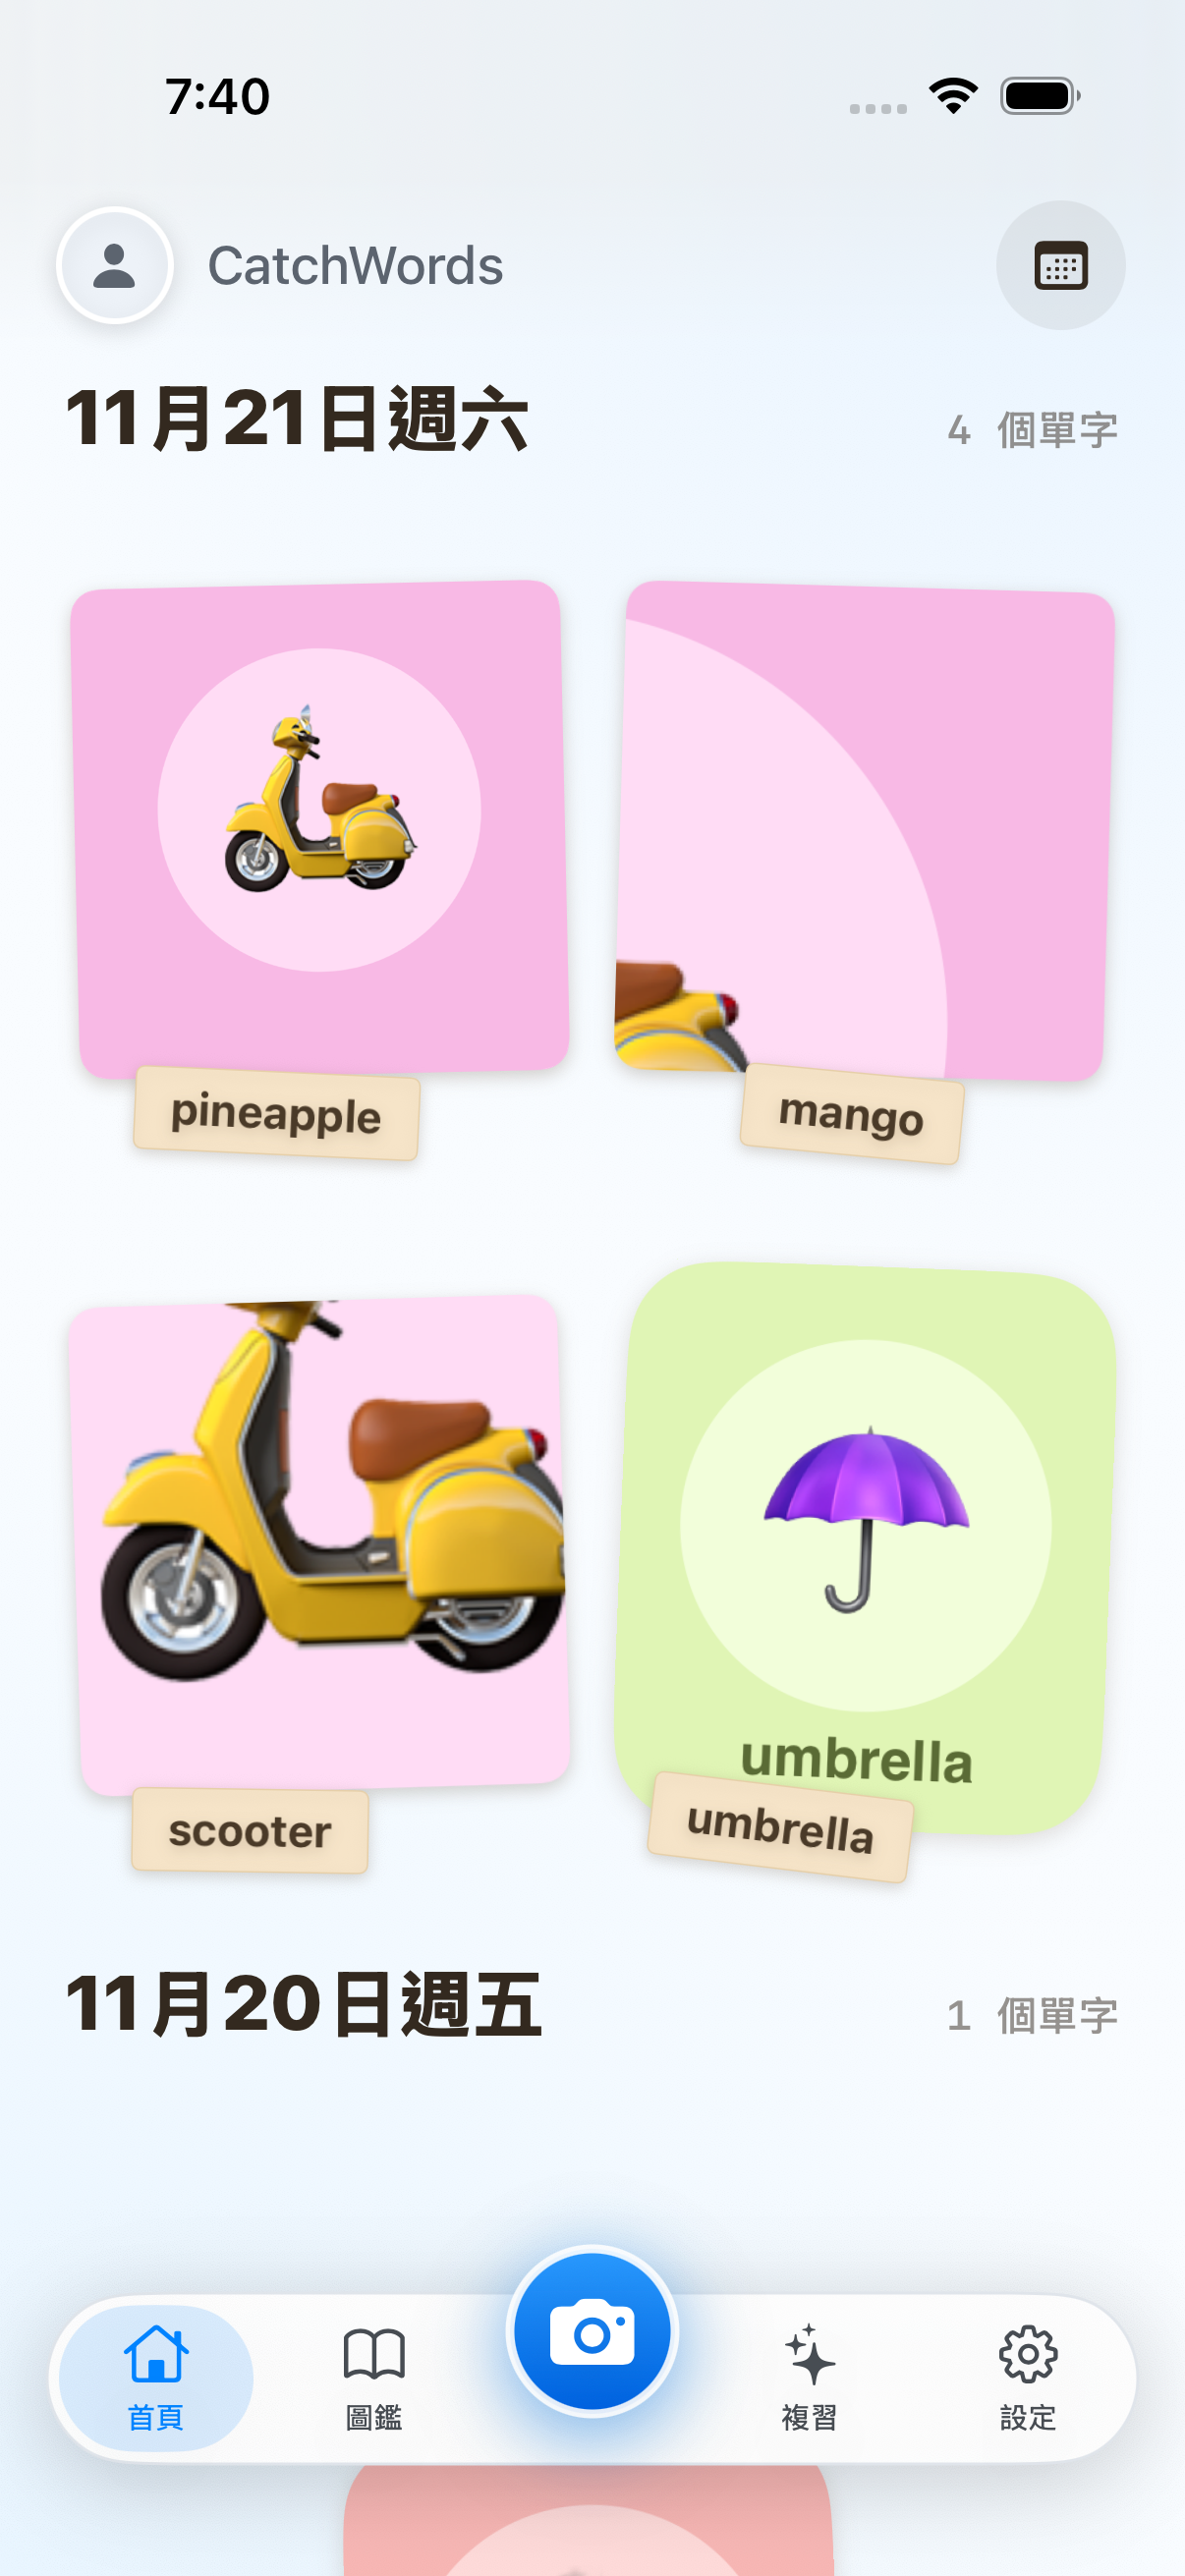 7:40
CatchWords
11月21日週六
4 個單字
pineapple
mango
scooter
umbrella
umbrella
11月20日週五
1 個單字
首頁
圖鑑
複習
設定